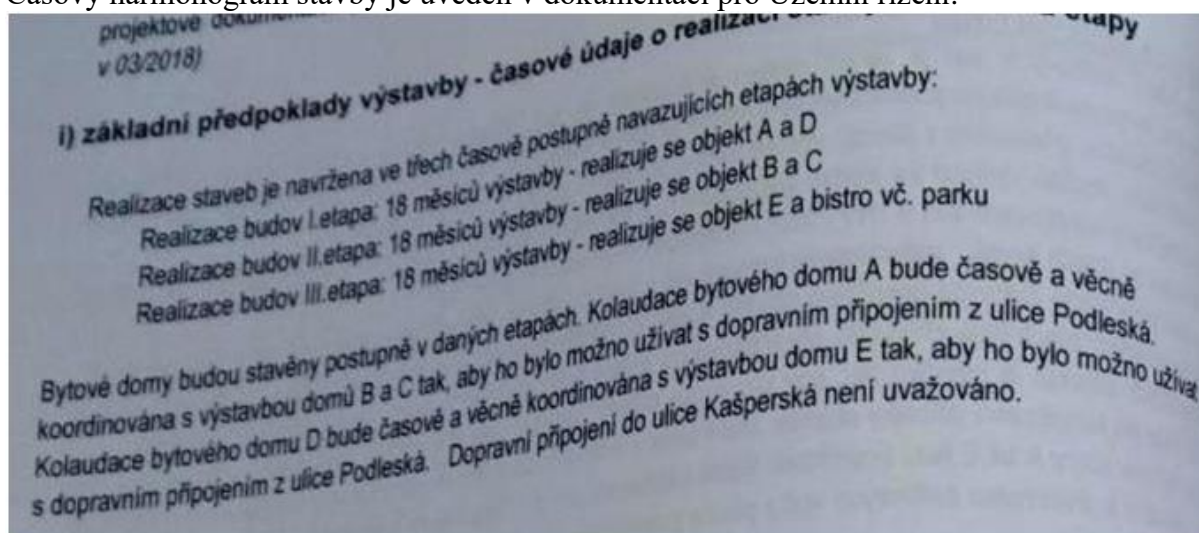 Časový harmonogram stavby je uveden v dokumentaci pro Územní řízení:
projektové
v 03/2018)
i) základní předpoklady výstavby - časové údaje o realizaci etapy
Realizace staveb je navržena ve třech časově postupně navazujících etapách výstavby:
Realizace budov I.etapa: 18 měsíců výstavby - realizuje se objekt A a D
Realizace budov II.etapa: 18 měsíců výstavby - realizuje se objekt B a C
Realizace budov III.etapa: 18 měsíců výstavby - realizuje se objekt E a bistro vč. parku
Bytové domy budou stavěny postupně v daných etapách. Kolaudace bytového domu A bude časově a věcně
koordinována s výstavbou domů B a C tak, aby ho bylo možno užívat s dopravním připojením z ulice Podleská.
Kolaudace bytového domu D bude časově a věcně koordinována s výstavbou domu E tak, aby ho bylo možno
s dopravním připojením z ulice Podleská. Dopravní připojení do ulice Kašperská není uvažováno.